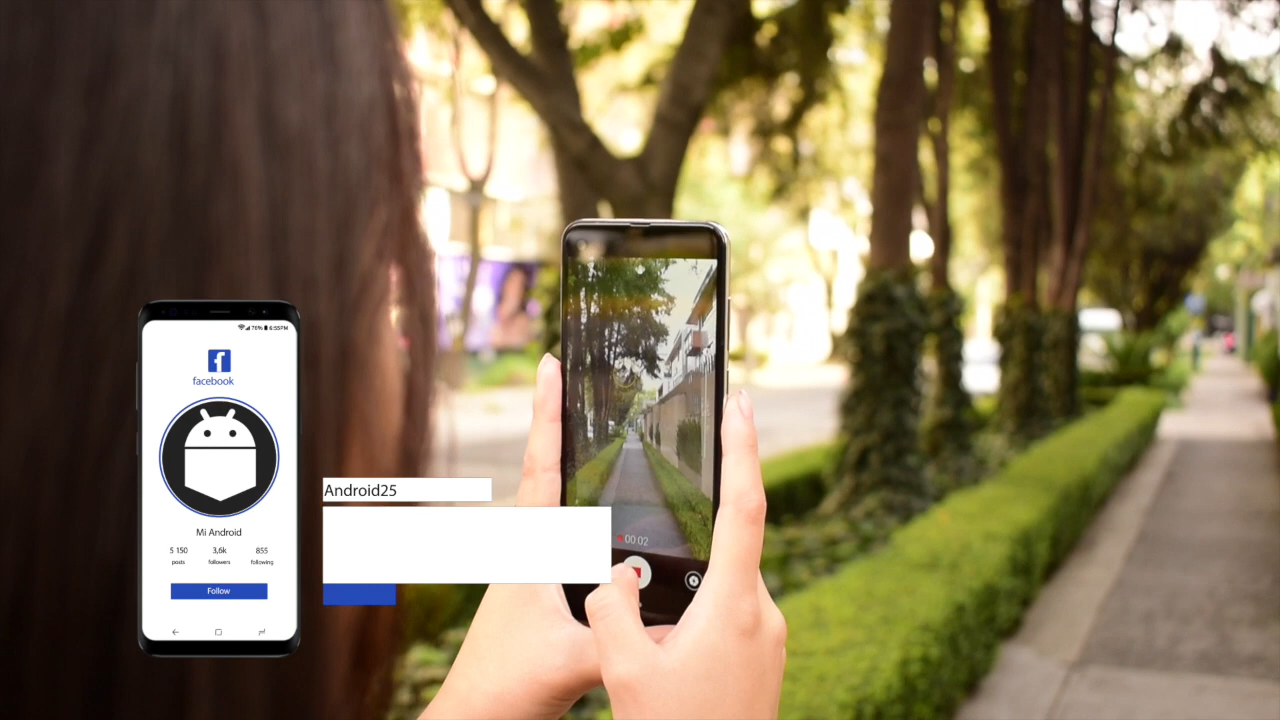 76% 6:55PM
f
facebook
Mi Android
5 150 3,6k 855
posts followers following
Follow
Android25
00:02